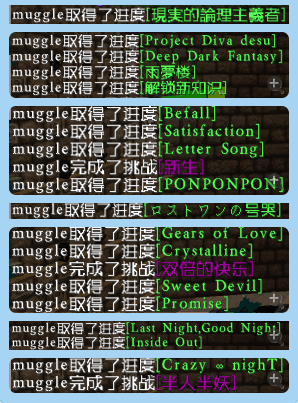 muggle取得了进度[現実的論理主義者]
muggle取得了进度[Project Diva desu]
muggle取得了进度[Deep Dark Fantasy]
muggle取得了进度[雨夢楼]
muggle取得了进度[解锁新知识]
muggle取得了进度[Befall]
muggle取得了进度[Satisfaction]
muggle取得了进度[Letter Song]
muggle完成了挑战[新生]
muggle取得了进度[PONPONPON]
muggle取得了进度[ロストワンの号哭]
muggle取得了进度[Gears of Love]
muggle取得了进度[Crystalline]
muggle完成了挑战[双倍的快乐]
muggle取得了进度[Sweet Devil]
muggle取得了进度[Promise]
muggle取得了进度[Last Night,Good Night]
muggle取得了进度[Inside Out]
muggle取得了进度[Crazy ∞ nighT]
muggle完成了挑战[半人半妖]